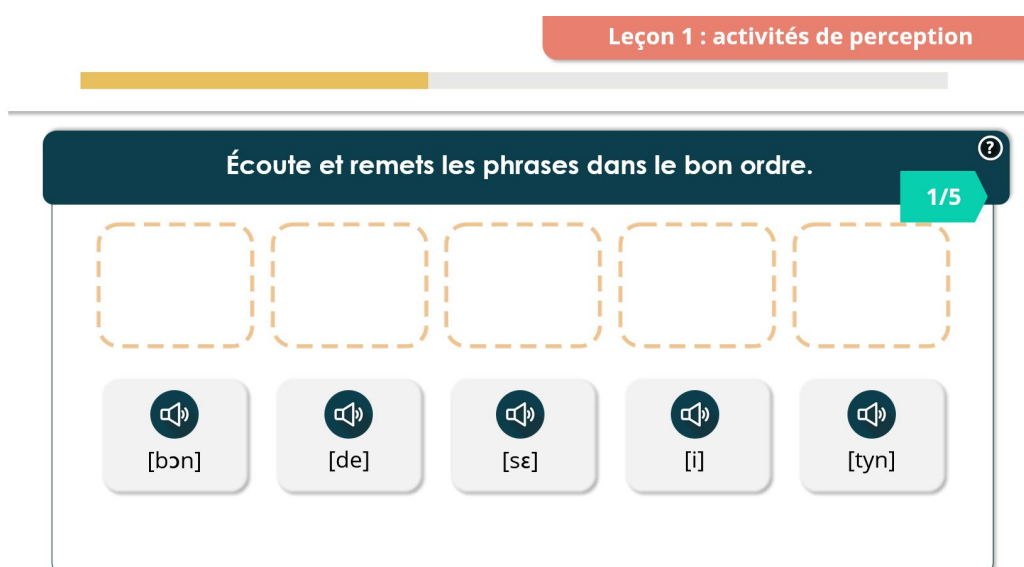 Leçon 1 : activités de perception
Écoute et remets les phrases dans le bon ordre.
?
1/5
[bɔn] [de] [sɛ] [i] [tyn]